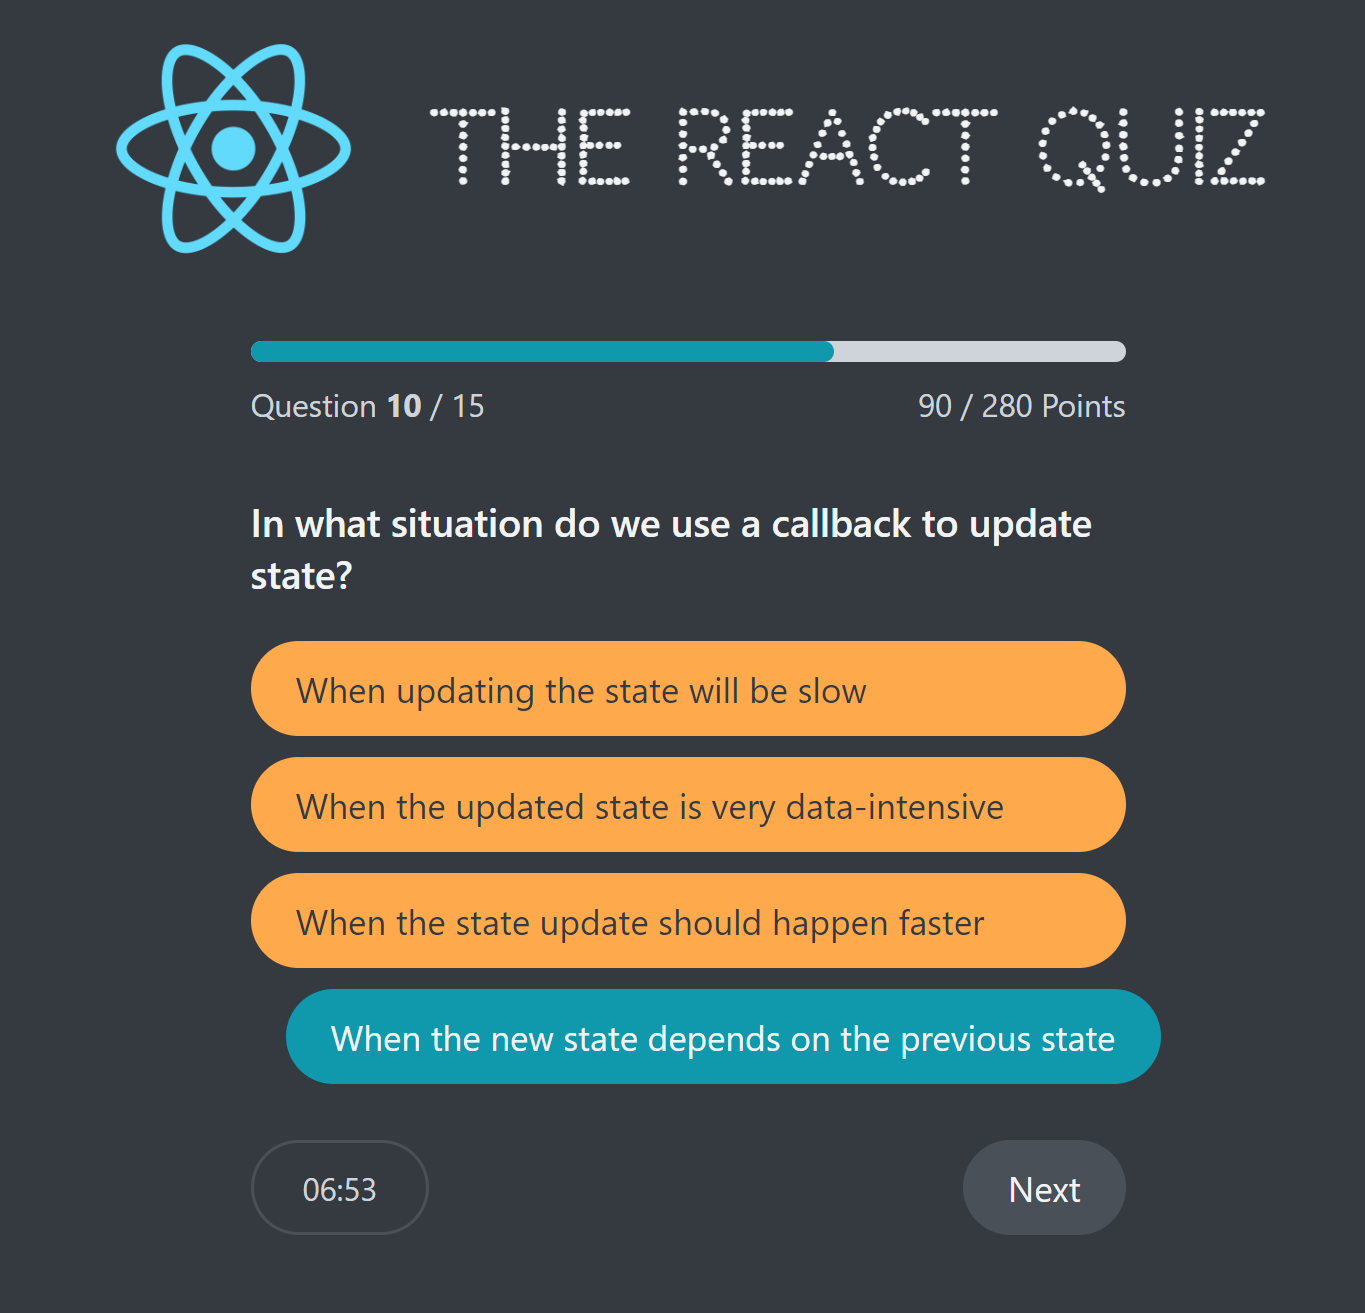 THE REACT QUIZ
Question 10 / 15
90 / 280 Points
In what situation do we use a callback to update
state?
When updating the state will be slow
When the updated state is very data-intensive
When the state update should happen faster
When the new state depends on the previous state
06:53
Next